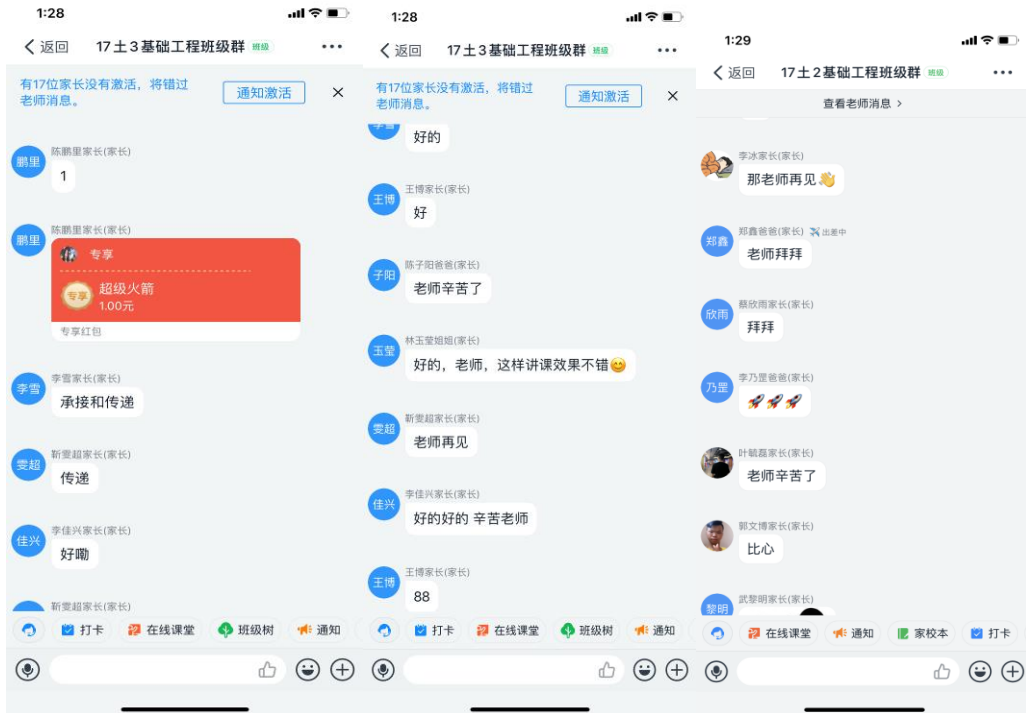 1:28
返回
17土3基础工程班级群 班级
有17位家长没有激活，将错过
老师消息。
通知激活
鹏里
陈鹏里家长(家长)
1
鹏里
陈鹏里家长(家长)
专享
专享
超级火箭
1.00元
专享红包
李雪
李雪家长(家长)
承接和传递
雯超
靳雯超家长(家长)
传递
佳兴
李佳兴家长(家长)
好嘞
靳雯超家长(家长)
打卡
在线课堂
班级树
通知
1:28
返回
17土3基础工程班级群 班级
有17位家长没有激活，将错过
老师消息。
通知激活
好的
王博
王博家长(家长)
好
子阳
陈子阳爸爸(家长)
老师辛苦了
玉莹
林玉莹姐姐(家长)
好的，老师，这样讲课效果不错😊
雯超
靳雯超家长(家长)
老师再见
佳兴
李佳兴家长(家长)
好的好的 辛苦老师
王博
王博家长(家长)
88
打卡
在线课堂
班级树
通知
1:29
返回
17土2基础工程班级群 班级
查看老师消息
李冰家长(家长)
那老师再见👋
郑鑫
郑鑫爸爸(家长) 出差中
老师拜拜
欣雨
蔡欣雨家长(家长)
拜拜
乃罡
李乃罡爸爸(家长)
🚀🚀🚀
叶毓磊家长(家长)
老师辛苦了
郭文博家长(家长)
比心
黎明
武黎明家长(家长)
在线课堂
通知
家校本
打卡